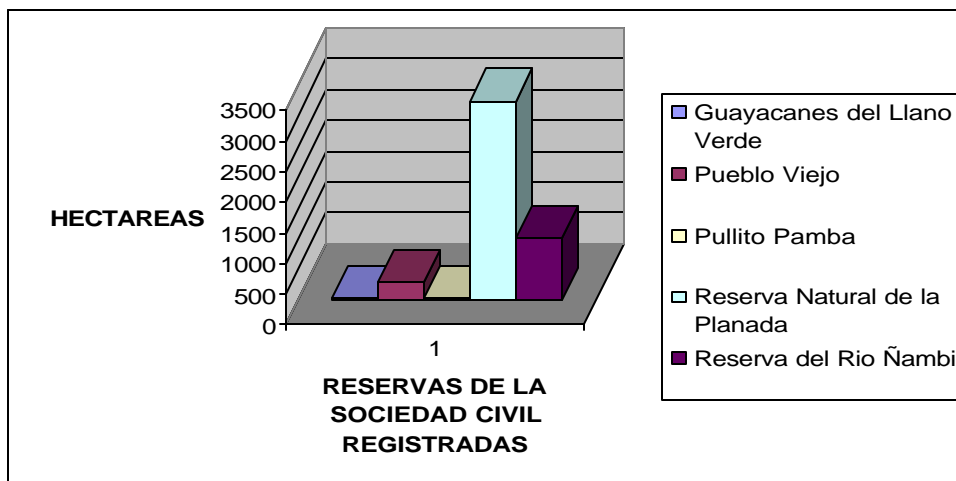 3500
3000
2500
2000
1500
1000
500
0
HECTAREAS
1
RESERVAS DE LA
SOCIEDAD CIVIL
REGISTRADAS
Guayacanes del Llano
Verde
Pueblo Viejo
Pullito Pamba
Reserva Natural de la
Planada
Reserva del Rio Ñambi